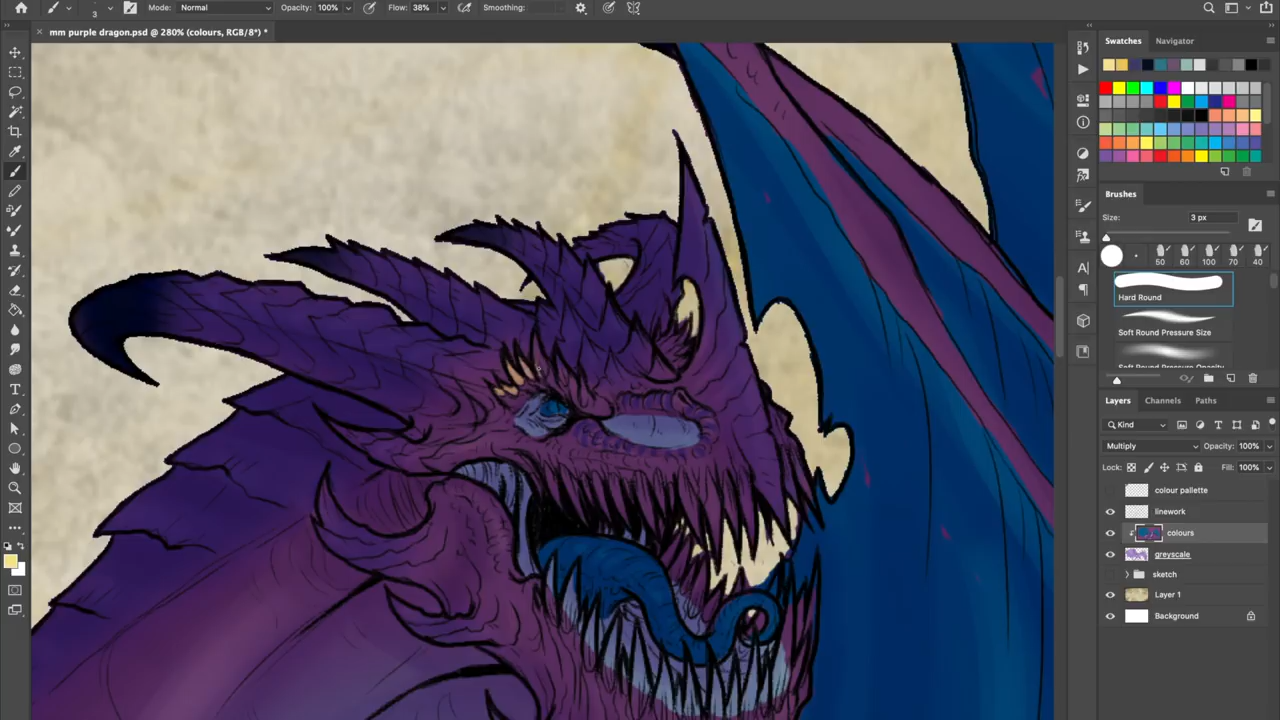 3 Mode: Normal Opacity: 100% Flow: 38% Smoothing:
× mm purple dragon.psd @ 280% (colours, RGB/8*) *
Swatches Navigator
Brushes
Size: 3 px
50 60 100 70 40
Hard Round
Soft Round Pressure Size
Soft Round Pressure Opacity
Layers Channels Paths
Kind
Multiply Opacity: 100%
Lock: Fill: 100%
colour pallette
linework
colours
greyscale
sketch
Layer 1
Background